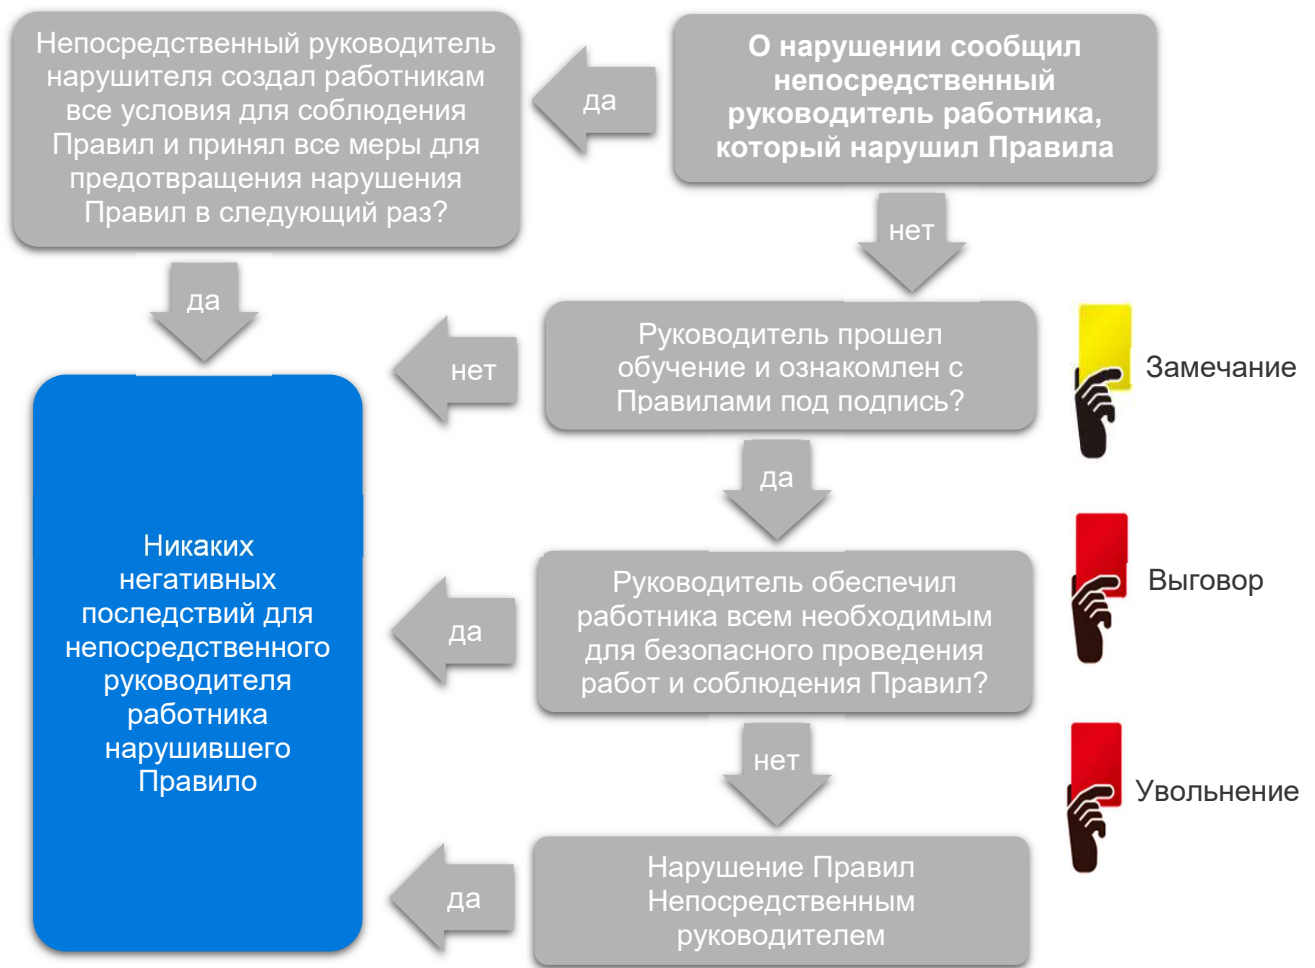 Непосредственный руководитель
нарушителя создал работникам
все условия для соблюдения
Правил и принял все меры для
предотвращения нарушения
Правил в следующий раз?
да
О нарушении сообщил
непосредственный
руководитель работника,
который нарушил Правила
да
нет
нет
Руководитель прошел
обучение и ознакомлен с
Правилами под подпись?
Замечание
да
Никаких
негативных
последствий для
непосредственного
руководителя
работника
нарушившего
Правило
да
Руководитель обеспечил
работника всем необходимым
для безопасного проведения
работ и соблюдения Правил?
Выговор
нет
Увольнение
да
Нарушение Правил
Непосредственным
руководителем